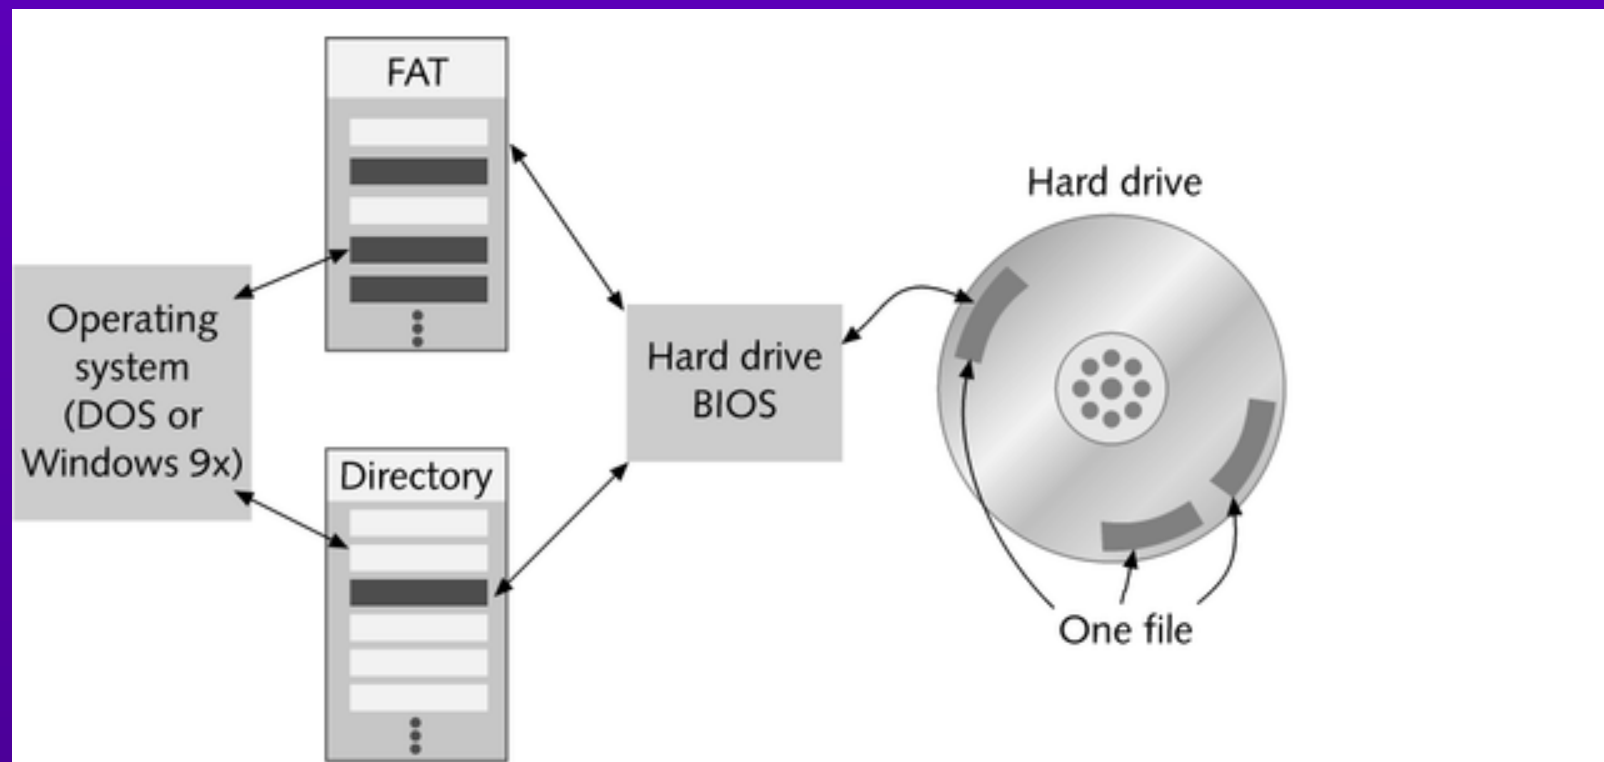 FAT
Operating
system
(DOS or
Windows 9x)
Directory
Hard drive
BIOS
Hard drive
One file